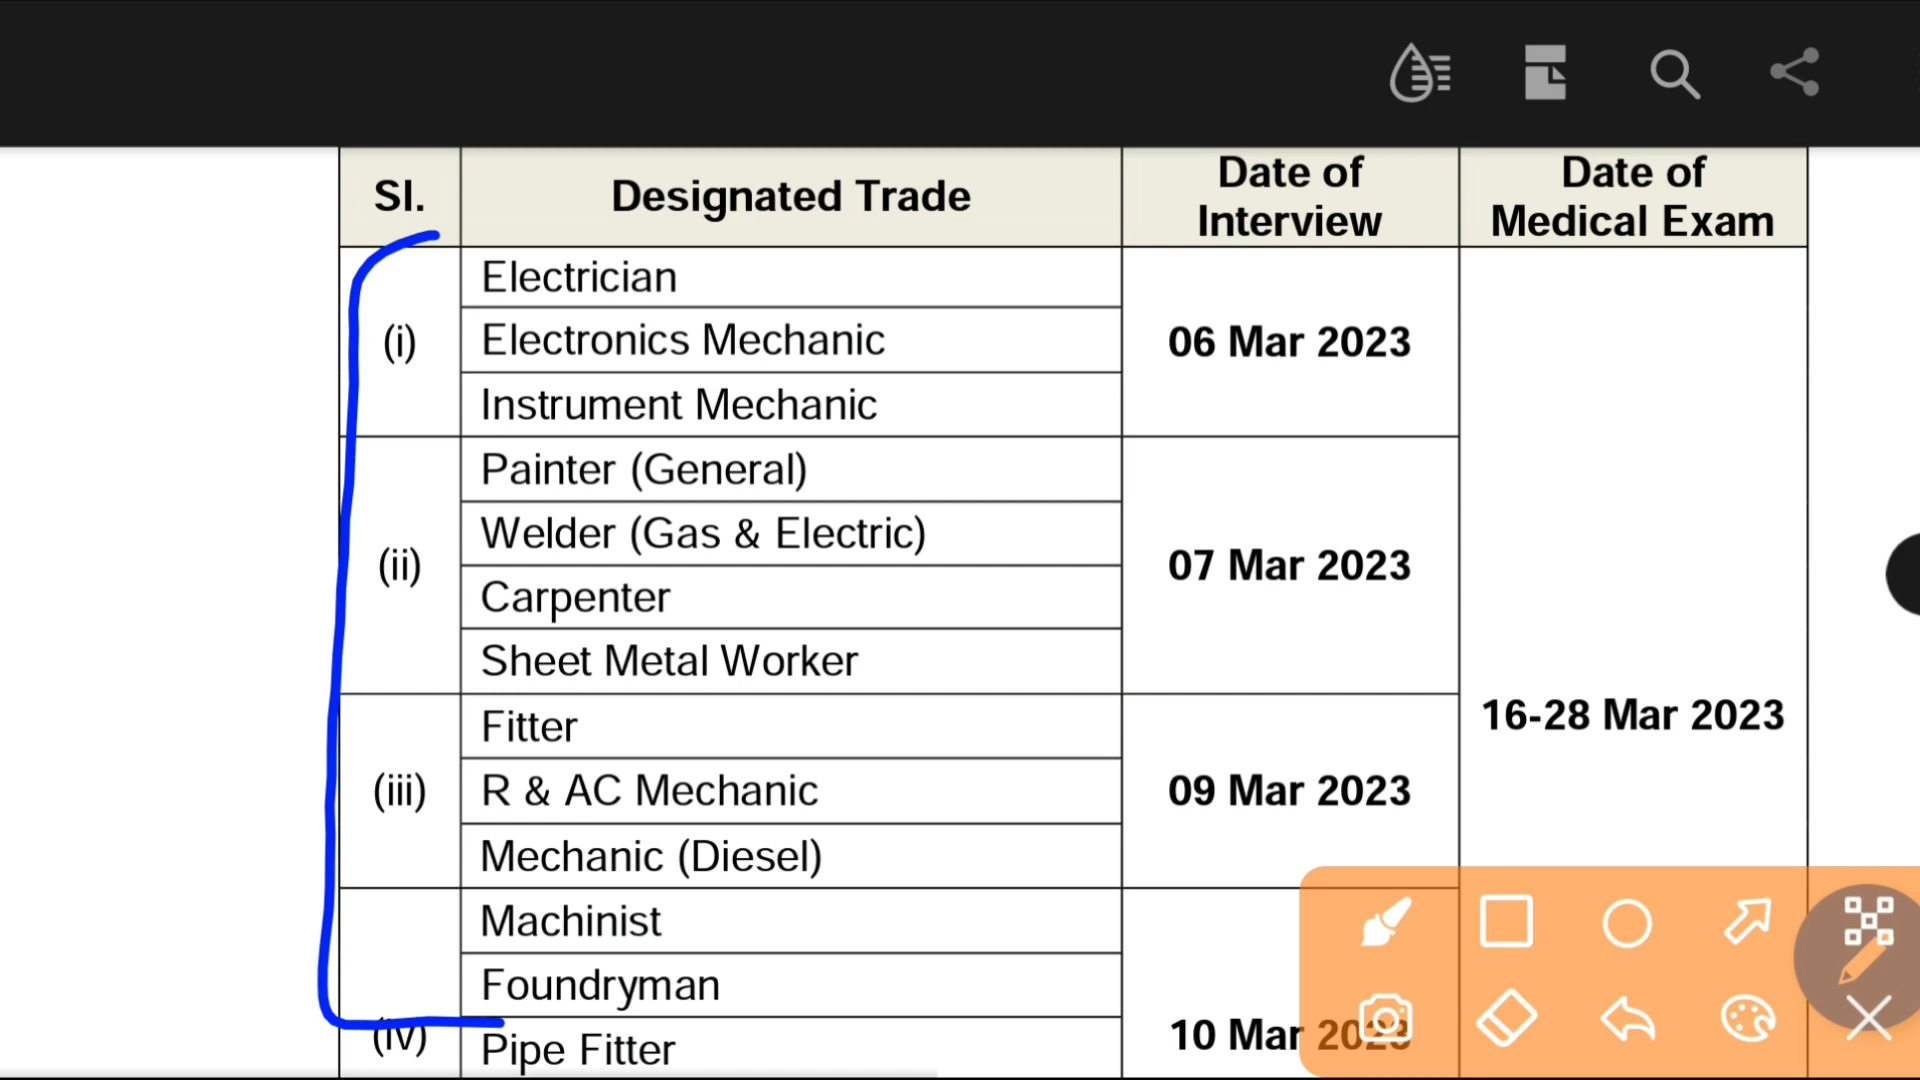 Sl.
Designated Trade
Date of
Interview
Date of
Medical Exam
(i)
Electrician
Electronics Mechanic
Instrument Mechanic
06 Mar 2023
(ii)
Painter (General)
Welder (Gas & Electric)
Carpenter
Sheet Metal Worker
07 Mar 2023
(iii)
Fitter
R & AC Mechanic
Mechanic (Diesel)
09 Mar 2023
16-28 Mar 2023
(iv)
Machinist
Foundryman
Pipe Fitter
10 Mar 2023